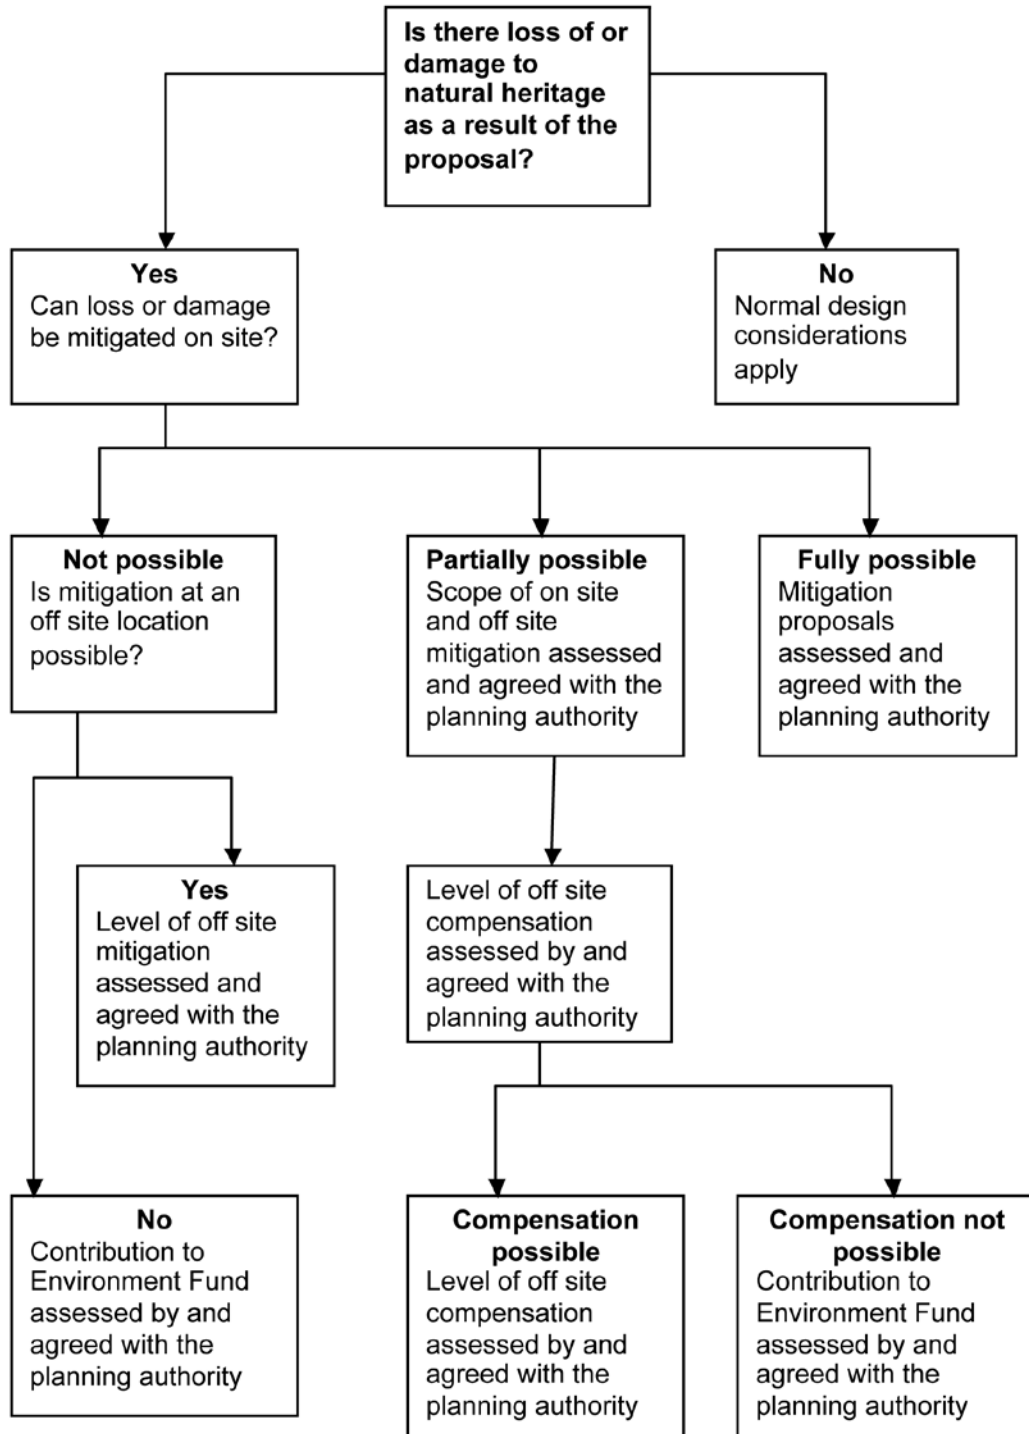 Is there loss of or
damage to
natural heritage
as a result of the
proposal?
Yes
Can loss or damage
be mitigated on site?
No
Normal design
considerations
apply
Not possible
Is mitigation at an
off site location
possible?
Partially possible
Scope of on site
and off site
mitigation assessed
and agreed with the
planning authority
Fully possible
Mitigation
proposals
assessed and
agreed with the
planning authority
Yes
Level of off site
mitigation
assessed and
agreed with the
planning authority
Level of off site
compensation
assessed by and
agreed with the
planning authority
No
Contribution to
Environment Fund
assessed by and
agreed with the
planning authority
Compensation
possible
Level of off site
compensation
assessed by and
agreed with the
planning authority
Compensation not
possible
Contribution to
Environment Fund
assessed by and
agreed with the
planning authority